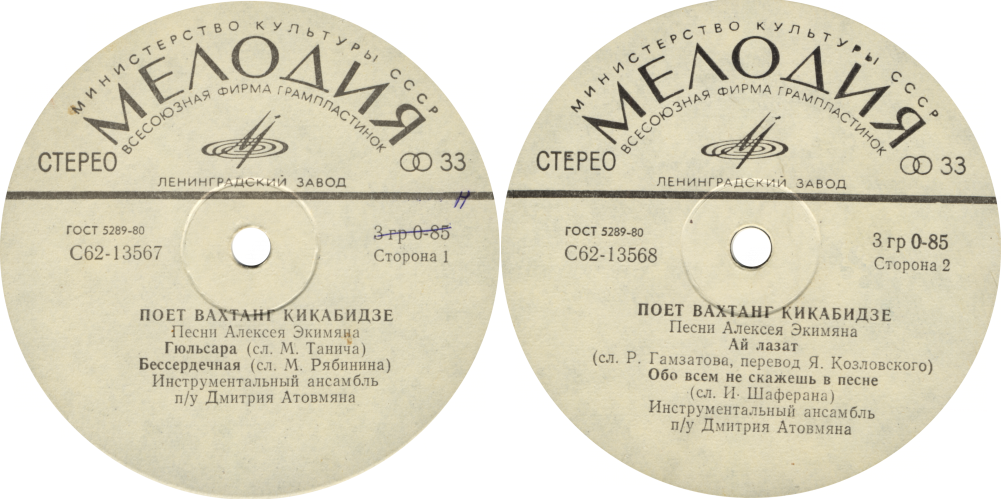 МИНИСТЕРСТВО КУЛЬТУРЫ СССР
МЕЛОДИЯ
ВСЕСОЮЗНАЯ ФИРМА ГРАМПЛАСТИНОК
СТЕРЕО
33
ЛЕНИНГРАДСКИЙ ЗАВОД
ГОСТ 5289-80
С62-13567
3 гр 0-85
Сторона 1
ПОЕТ ВАХТАНГ КИКАБИДЗЕ
Песни Алексея Экимяна
Гюльсара (сл. М. Танича)
Бессердечная (сл. М. Рябинина)
Инструментальный ансамбль
п/у Дмитрия Атовмяна
МИНИСТЕРСТВО КУЛЬТУРЫ СССР
МЕЛОДИЯ
ВСЕСОЮЗНАЯ ФИРМА ГРАМПЛАСТИНОК
СТЕРЕО
33
ЛЕНИНГРАДСКИЙ ЗАВОД
ГОСТ 5289-80
С62-13568
3 гр 0-85
Сторона 2
ПОЕТ ВАХТАНГ КИКАБИДЗЕ
Песни Алексея Экимяна
Ай лазат
(сл. Р. Гамзатова, перевод Я. Козловского)
Обо всем не скажешь в песне
(сл. И. Шаферана)
Инструментальный ансамбль
п/у Дмитрия Атовмяна